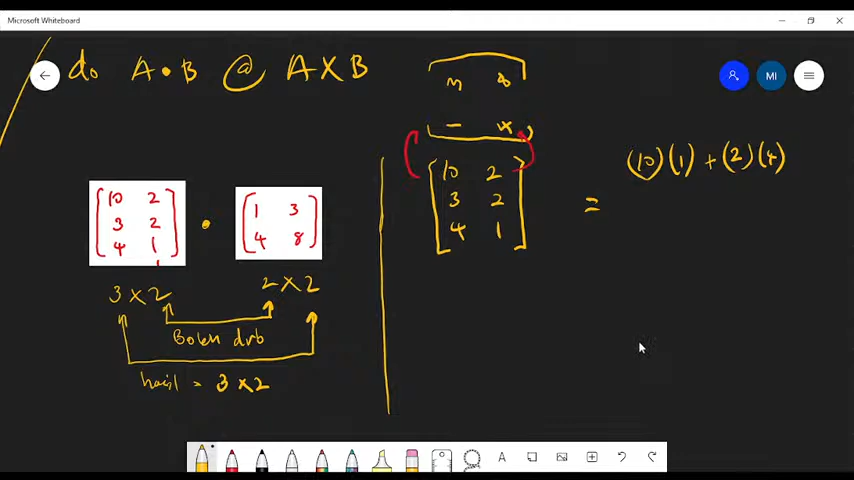 Microsoft Whiteboard
do A • B @ A X B
MI
10 2
3 2
4 1
•
1 3
4 8
3 x 2
2 x 2
Boleh drb
hasil = 3 x 2
10 2
3 2
4 1
=
(10)(1) + (2)(4)
A